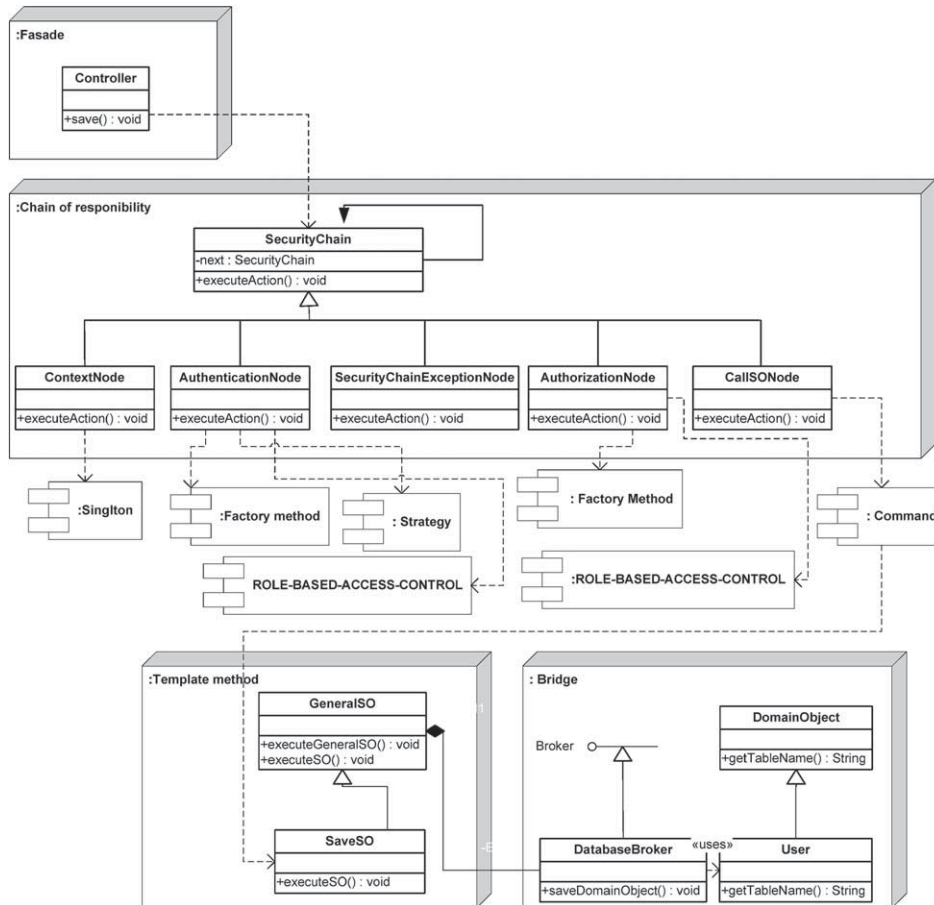 :Fasade
Controller
+save() : void
:Chain of responibility
SecurityChain
-next : SecurityChain
+executeAction() : void
ContextNode
+executeAction() : void
AuthenticationNode
+executeAction() : void
SecurityChainExceptionNode
+executeAction() : void
AuthorizationNode
+executeAction() : void
CallSONode
+executeAction() : void
:Singlton
:Factory method
: Strategy
: Factory Method
: Command
ROLE-BASED-ACCESS-CONTROL
:ROLE-BASED-ACCESS-CONTROL
:Template method
GeneralSO
+executeGeneralSO() : void
+executeSO() : void
SaveSO
+executeSO() : void
: Bridge
Broker
DomainObject
+getTableName() : String
DatabaseBroker
+saveDomainObject() : void
«uses»
User
+getTableName() : String